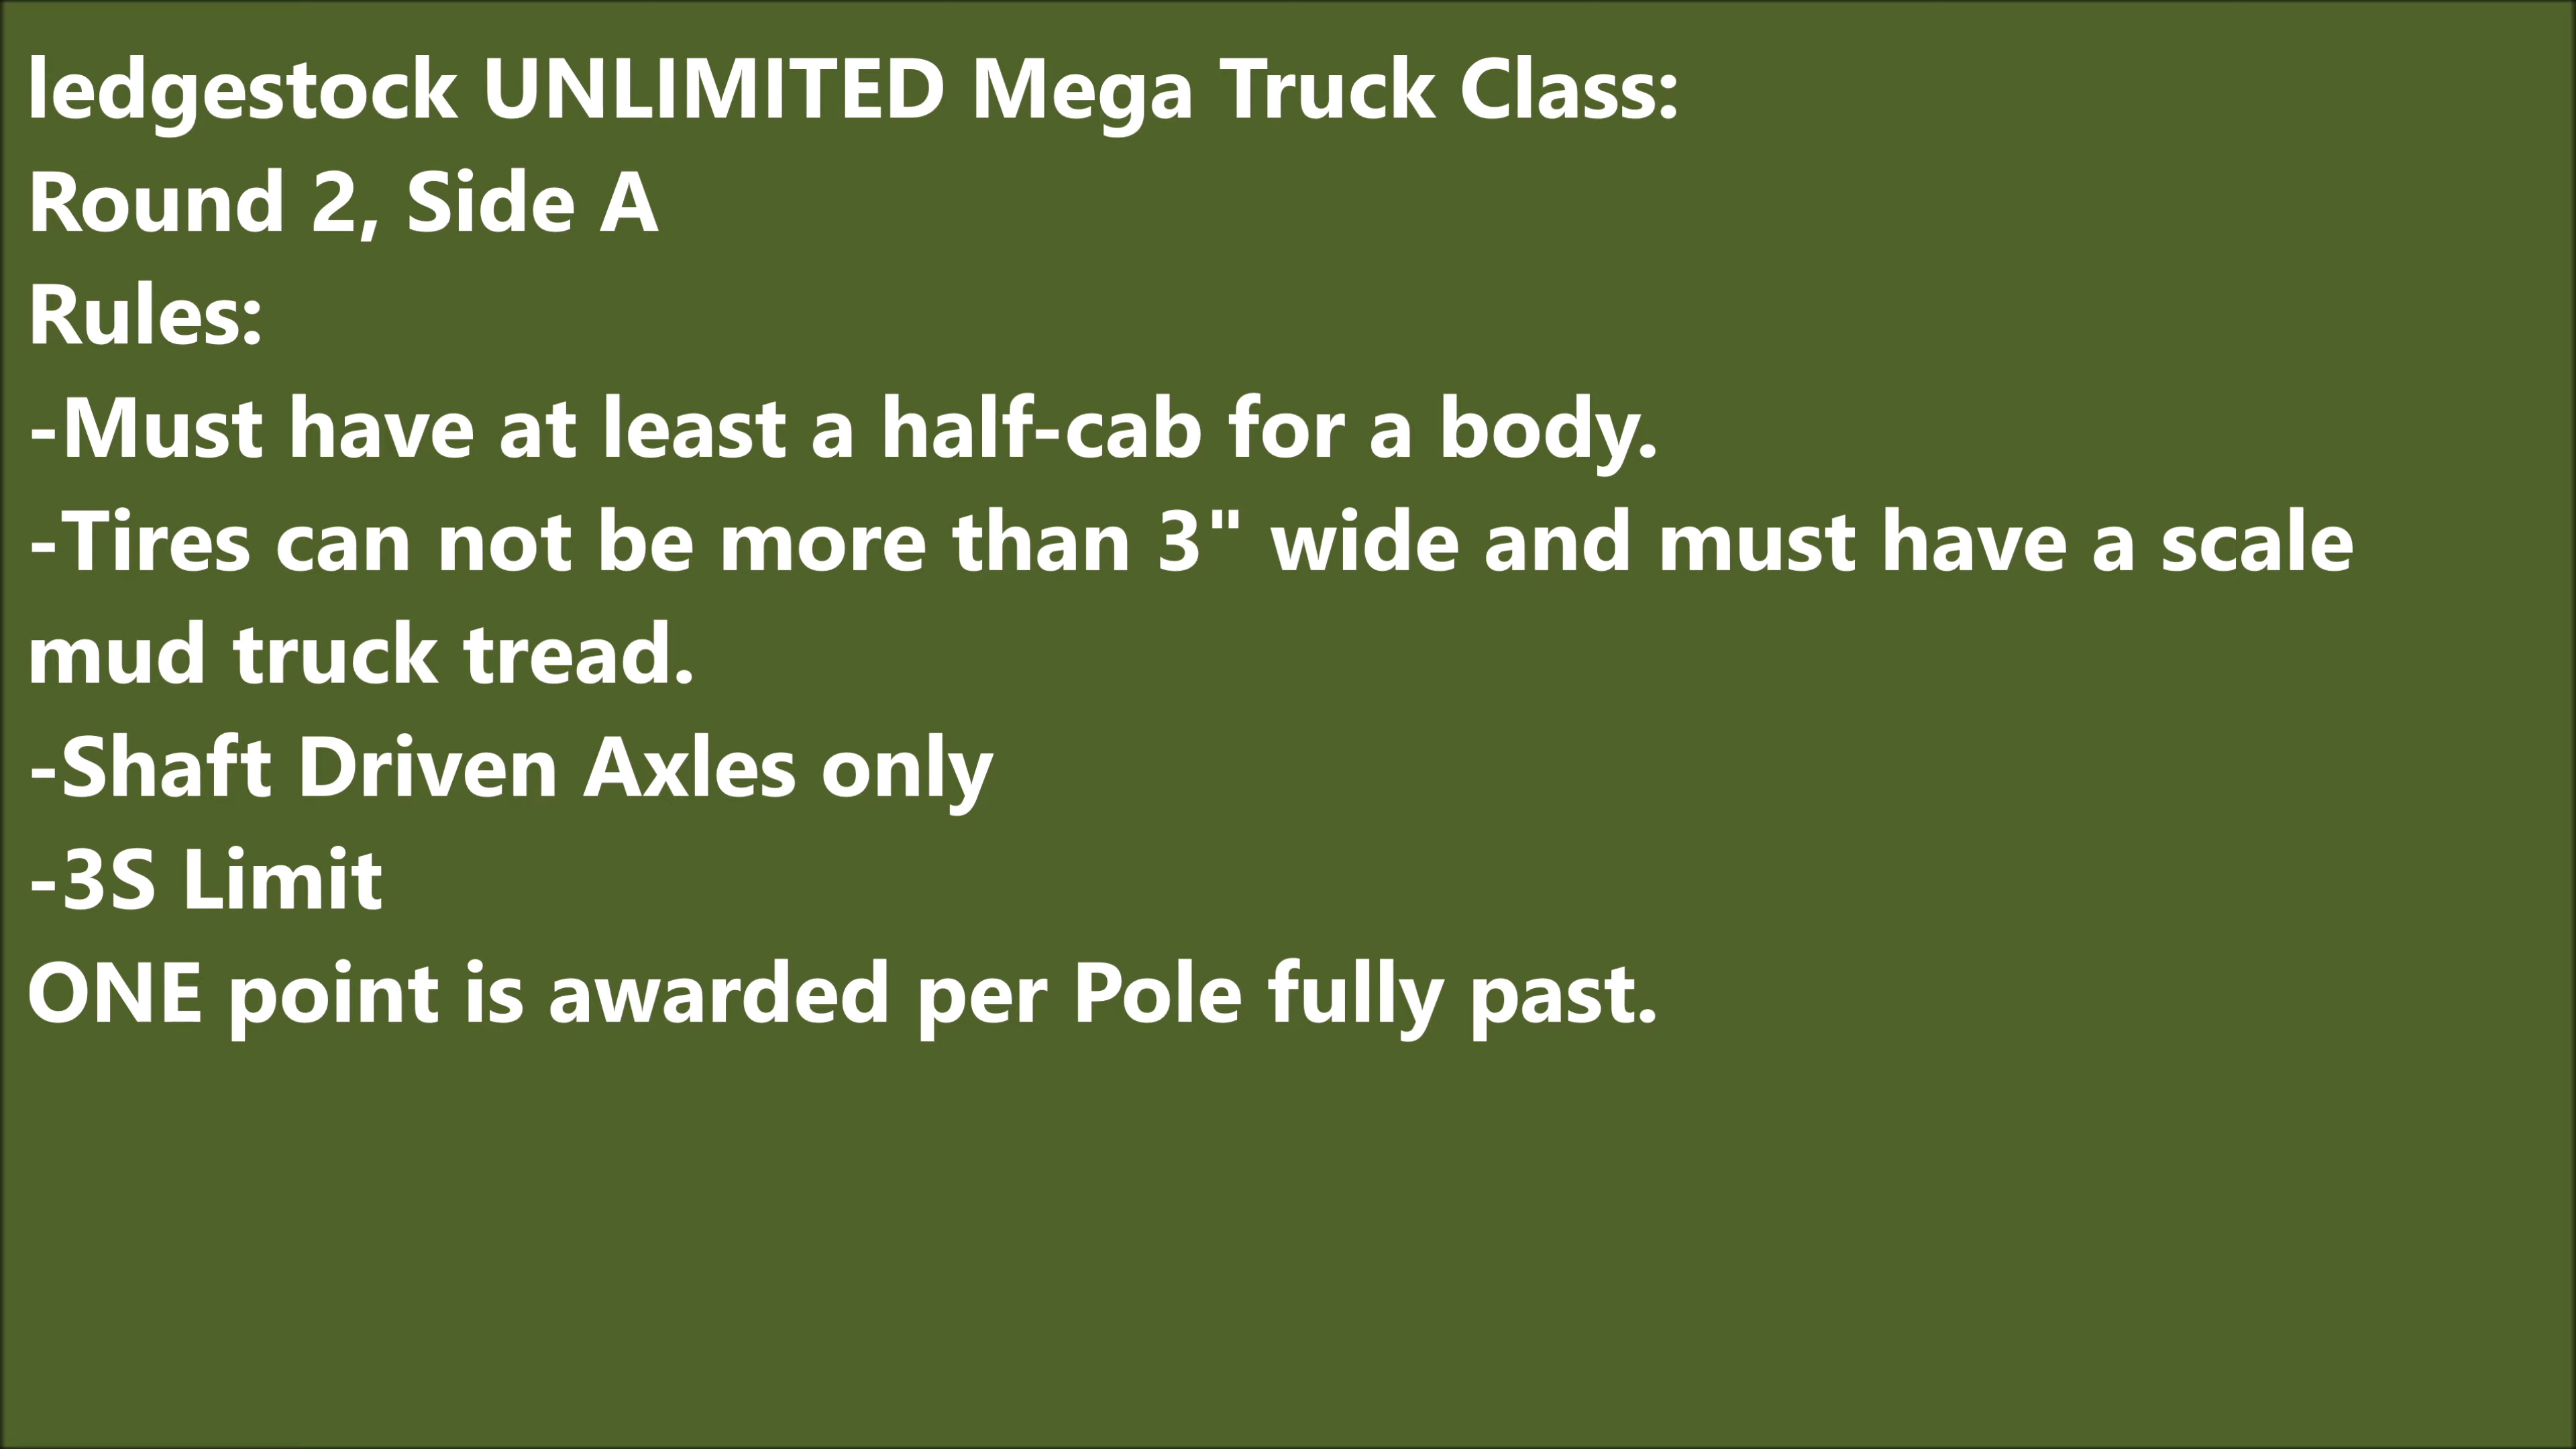 ledgestock UNLIMITED Mega Truck Class:
Round 2, Side A
Rules:
-Must have at least a half-cab for a body.
-Tires can not be more than 3" wide and must have a scale
mud truck tread.
-Shaft Driven Axles only
-3S Limit
ONE point is awarded per Pole fully past.